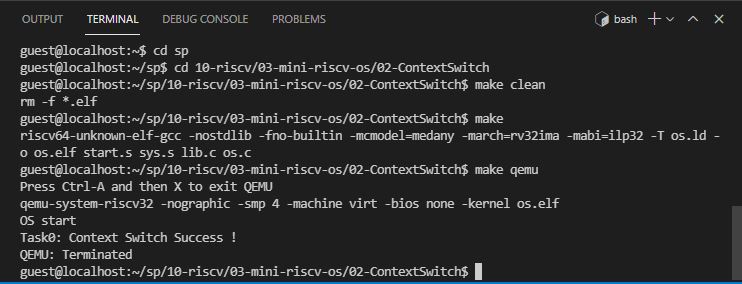 OUTPUT TERMINAL DEBUG CONSOLE PROBLEMS bash
guest@localhost:~$ cd sp
guest@localhost:~/sp$ cd 10-riscv/03-mini-riscv-os/02-ContextSwitch
guest@localhost:~/sp/10-riscv/03-mini-riscv-os/02-ContextSwitch$ make clean
rm -f *.elf
guest@localhost:~/sp/10-riscv/03-mini-riscv-os/02-ContextSwitch$ make
riscv64-unknown-elf-gcc -nostdlib -fno-builtin -mcmodel=medany -march=rv32ima -mabi=ilp32 -T os.ld -
o os.elf start.s sys.s lib.c os.c
guest@localhost:~/sp/10-riscv/03-mini-riscv-os/02-ContextSwitch$ make qemu
Press Ctrl-A and then X to exit QEMU
qemu-system-riscv32 -nographic -smp 4 -machine virt -bios none -kernel os.elf
OS start
Task0: Context Switch Success !
QEMU: Terminated
guest@localhost:~/sp/10-riscv/03-mini-riscv-os/02-ContextSwitch$